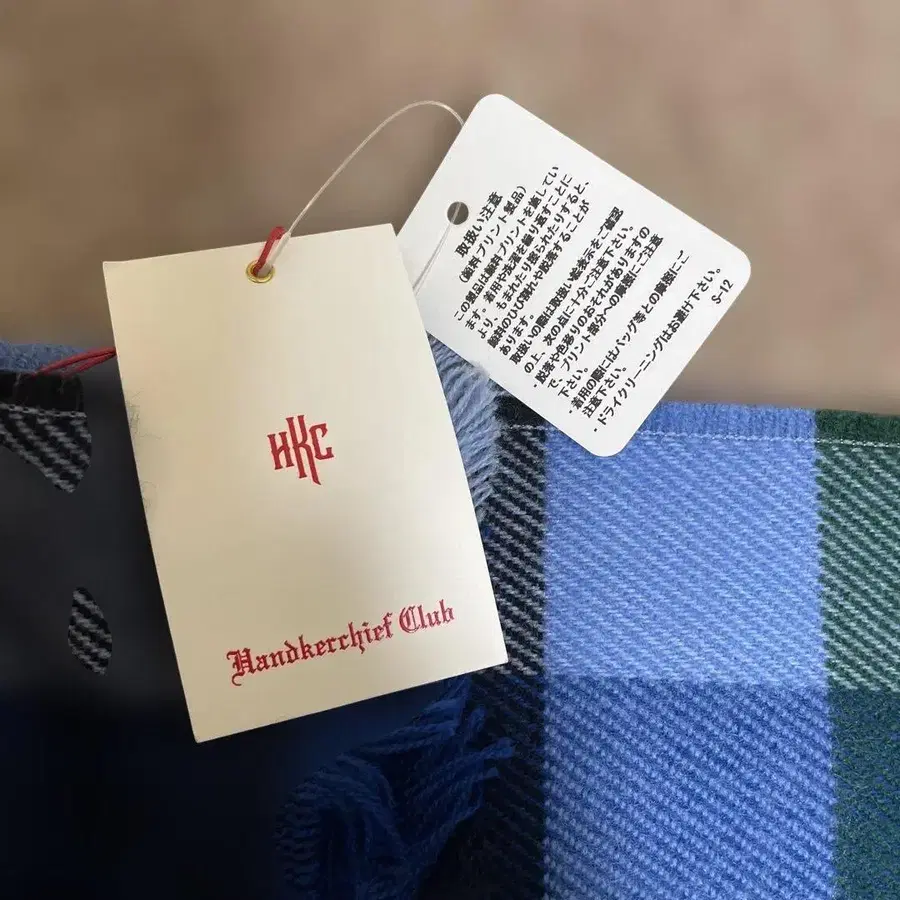 HKC
Handkerchief Club
取扱い注意
（顔料プリント製品）
この製品は顔料プリントを施してい
ます。着用や洗濯を繰り返すことに
より、もまれたり擦られたりすると、
顔料のひび割れや脱落することが
あります。
取扱いの際は取扱い絵表示をご確認
の上、次の点に十分ご注意下さい。
・脱落や色移りのおそれがありますの
で、プリント部分への摩擦にご注意
下さい。
・着用の際にはバッグ等との摩擦にご
注意下さい。
・ドライクリーニングはお避け下さい。
S-12